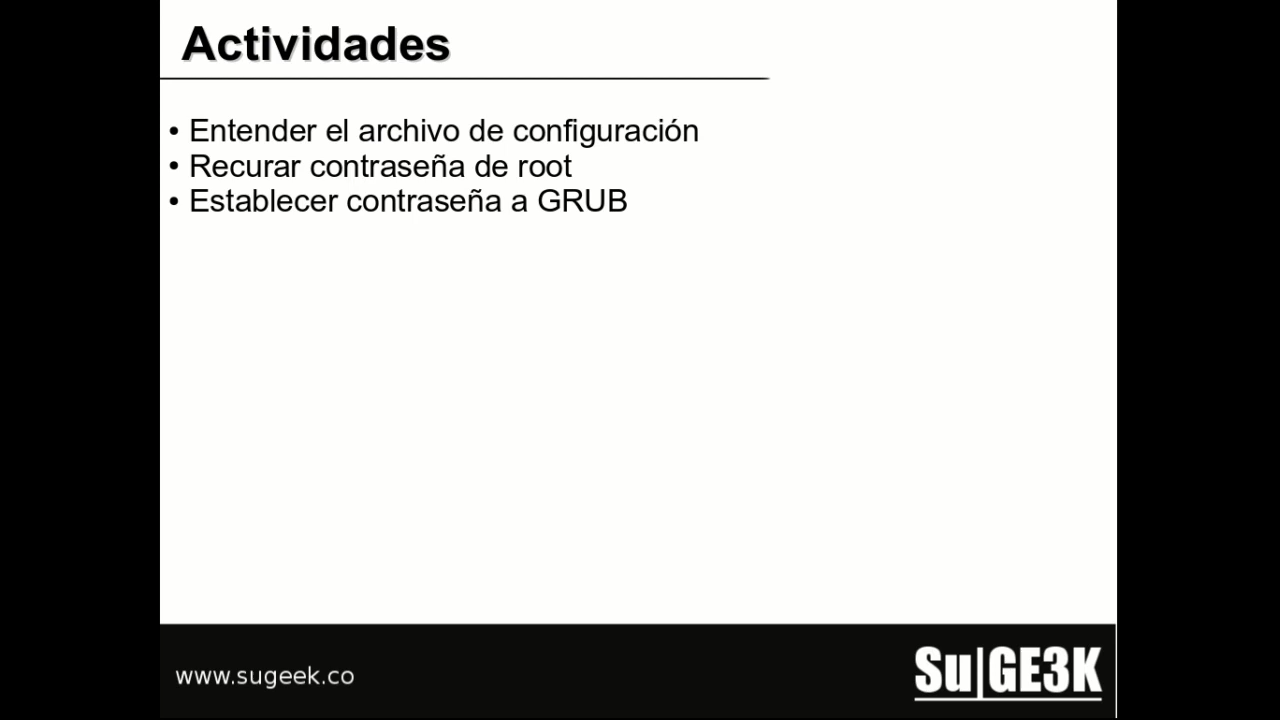 Actividades
• Entender el archivo de configuración
• Recurar contraseña de root
• Establecer contraseña a GRUB
www.sugeek.co
Su|GE3K